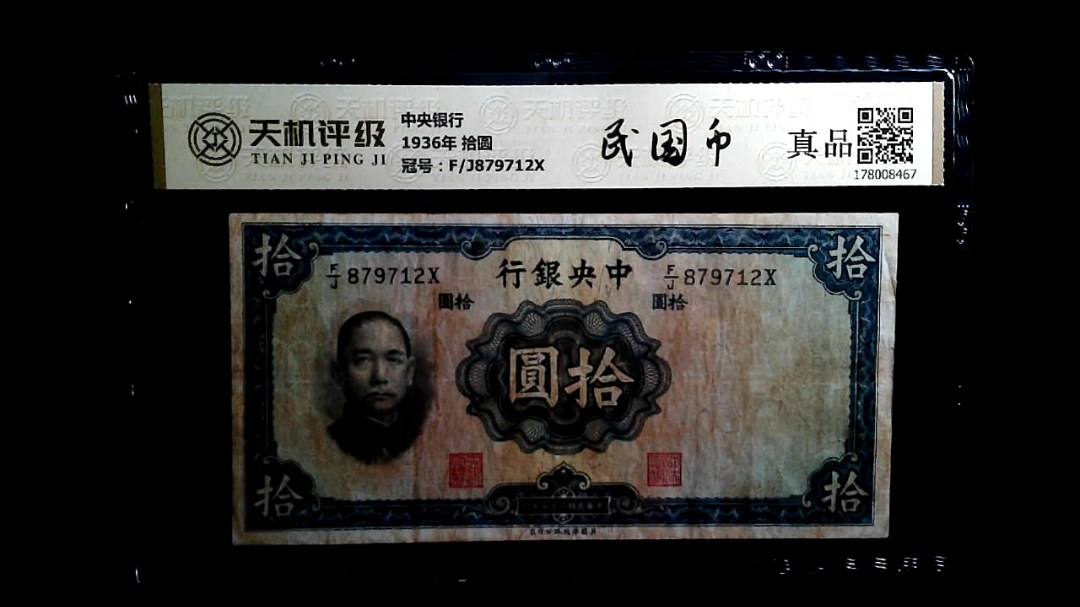 天机评级
TIAN JI PING JI
中央银行
1936年 拾圆
冠号：F/J879712X
民国币
真品
178008467
拾
拾
F/J 879712X
行銀央中
F/J 879712X
圓拾
圓拾
圓拾
拾
拾